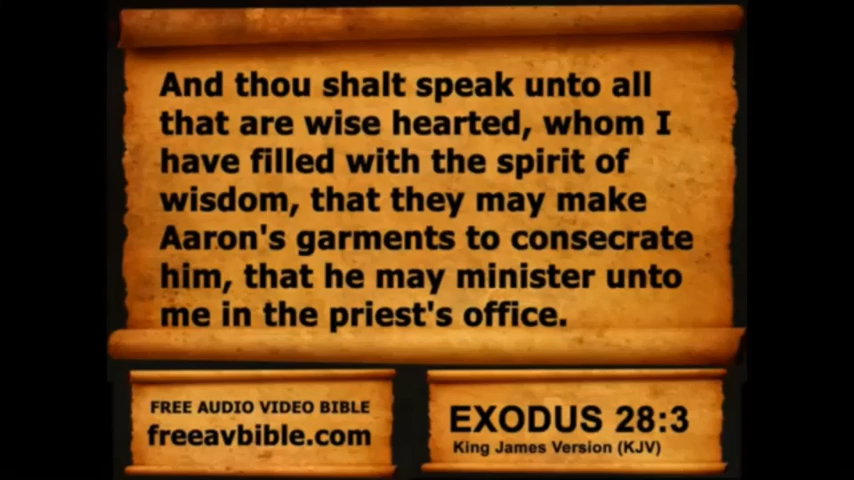 And thou shalt speak unto all
that are wise hearted, whom I
have filled with the spirit of
wisdom, that they may make
Aaron's garments to consecrate
him, that he may minister unto
me in the priest's office.
FREE AUDIO VIDEO BIBLE
freeavbible.com
EXODUS 28:3
King James Version (KJV)